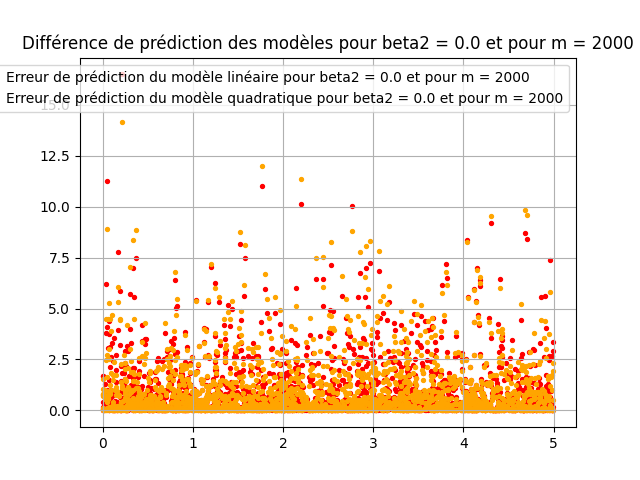 Différence de prédiction des modèles pour beta2 = 0.0 et pour m = 2000
Erreur de prédiction du modèle linéaire pour beta2 = 0.0 et pour m = 2000
Erreur de prédiction du modèle quadratique pour beta2 = 0.0 et pour m = 2000
15.0
12.5
10.0
7.5
5.0
2.5
0.0
0 1 2 3 4 5